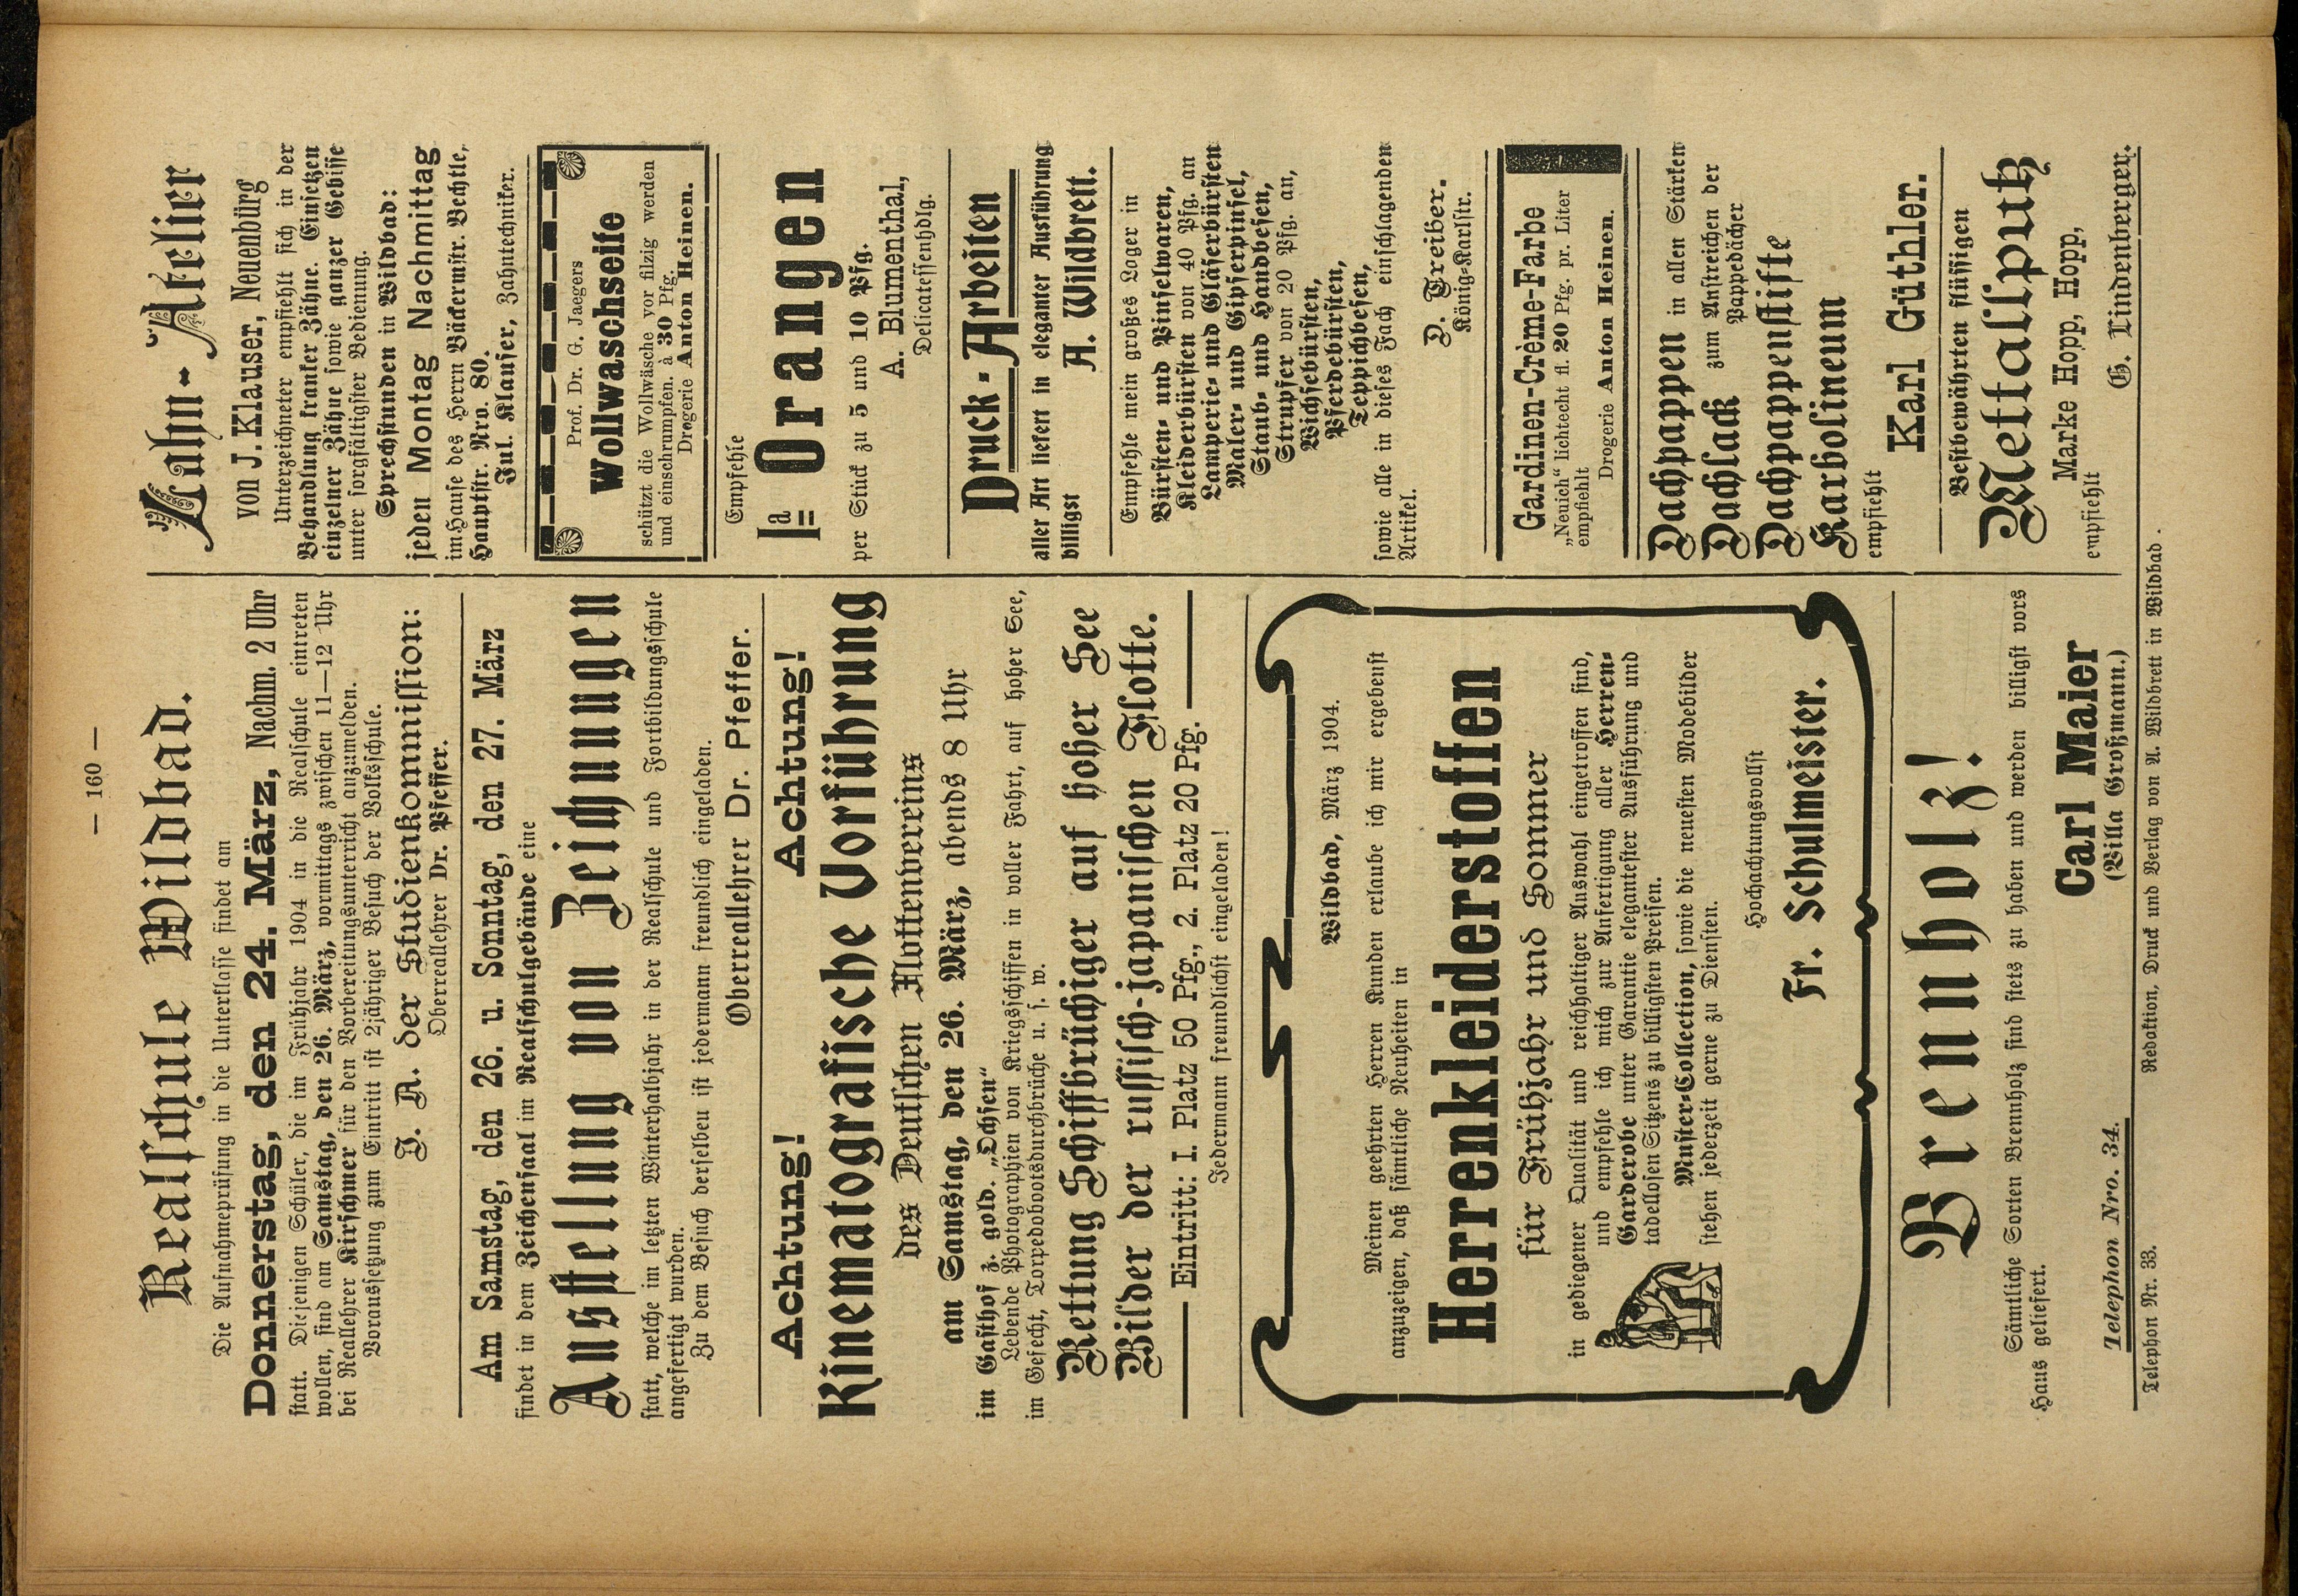 — 160 —
Realschule Wildbad.
Die Aufnahmeprüfung in die Unterklasse findet am
Donnerstag, den 24. März, Nachm. 2 Uhr
statt. Diejenigen Schüler, die im Frühjahr 1904 in die Realschule eintreten
wollen, sind am Samstag, den 26. März, vormittags zwischen 11—12 Uhr
bei Reallehrer Kirschmer für den Vorbereitungsunterricht anzumelden.
Voraussetzung zum Eintritt ist 2jähriger Besuch der Volksschule.
J. A. der Studienkommission:
Oberreallehrer Dr. Pfeffer.
Am Samstag, den 26. u. Sonntag, den 27. März
findet in dem Zeichensaal im Realschulgebäude eine
Ausstellung von Zeichnungen
statt, welche im letzten Winterhalbjahr in der Realschule und Fortbildungsschule
angefertigt wurden.
Zu dem Besuch derselben ist jedermann freundlich eingeladen.
Oberreallehrer Dr. Pfeffer.
Achtung! Achtung!
Kinematografische Vorführung
des Deutschen Flottenvereins
am Samstag, den 26. März, abends 8 Uhr
im Gasthof z. gold. „Ochsen“
Lebende Photographien von Kriegsschiffen in voller Fahrt, auf hoher See,
im Gefecht, Torpedobootsdurchbrüche u. s. w.
Rettung Schiffbrüchiger auf hoher See
Bilder der russisch-japanischen Flotte.
Eintritt: I. Platz 50 Pfg., 2. Platz 20 Pfg.
Jedermann freundlichst eingeladen!
Wildbad, März 1904.
Meinen geehrten Herren Kunden erlaube ich mir ergebenst
anzuzeigen, daß sämtliche Neuheiten in
Herrenkleiderstoffen
für Frühjahr und Sommer
in gediegener Qualität und reichhaltiger Auswahl eingetroffen sind,
und empfehle ich mich zur Anfertigung aller Herren-
Garderobe unter Garantie elegantester Ausführung und
tadellosen Sitzens zu billigsten Preisen.
Muster-Collection, sowie die neuesten Modebilder
stehen jederzeit gerne zu Diensten.
Hochachtungsvollst
Fr. Schulmeister.
Brennholz!
Sämtliche Sorten Brennholz sind stets zu haben und werden billigst vors
Haus geliefert.
Carl Maier
(Villa Großmann.)
Telephon Nro. 34.
Zahn-Atelier
von J. Klauser, Neuenbürg
Unterzeichneter empfiehlt sich in der
Behandlung kranker Zähne. Einsetzen
einzelner Zähne sowie ganzer Gebisse
unter sorgfältigster Bedienung.
Sprechstunden in Wildbad:
jeden Montag Nachmittag
im Hause des Herrn Bäckermstr. Bechtle,
Hauptstr. Nro. 80.
Jul. Klauser, Zahntechniker.
Prof. Dr. G. Jaegers
Wollwaschseife
schützt die Wollwäsche vor filzig werden
und einschrumpfen. à 30 Pfg.
Drogerie Anton Heinen.
Empfehle
Ia Orangen
per Stück zu 5 und 10 Pfg.
A. Blumenthal,
Delicatessenhdlg.
Druck-Arbeiten
aller Art liefert in eleganter Ausführung
billigst A. Wildbrett.
Empfehle mein großes Lager in
Bürsten- und Pinselwaren,
Kleiderbürsten von 40 Pfg. an
Lamperie- und Gläserbürsten
Maler- und Gipserpinsel,
Staub- und Handbesen,
Strupfer von 20 Pfg. an,
Wichsebürsten,
Pferdebürsten,
Teppichbesen,
sowie alle in dieses Fach einschlagenden
Artikel.
D. Treiber.
König-Karlstr.
Gardinen-Crème-Farbe
„Neuich“ lichtecht fl. 20 Pfg. pr. Liter
empfiehlt
Drogerie Anton Heinen.
Dachpappen in allen Stärken
Dachlack zum Anstreichen der
Pappedächer
Dachpappenstifte
Karbolineum
empfiehlt
Karl Güthler.
Bestbewährten flüssigen
Mettallputz
Marke Hopp, Hopp,
empfiehlt
G. Lindenberger.
Telephon Nr. 33. Redaktion, Druck und Verlag von A. Wildbrett in Wildbad.